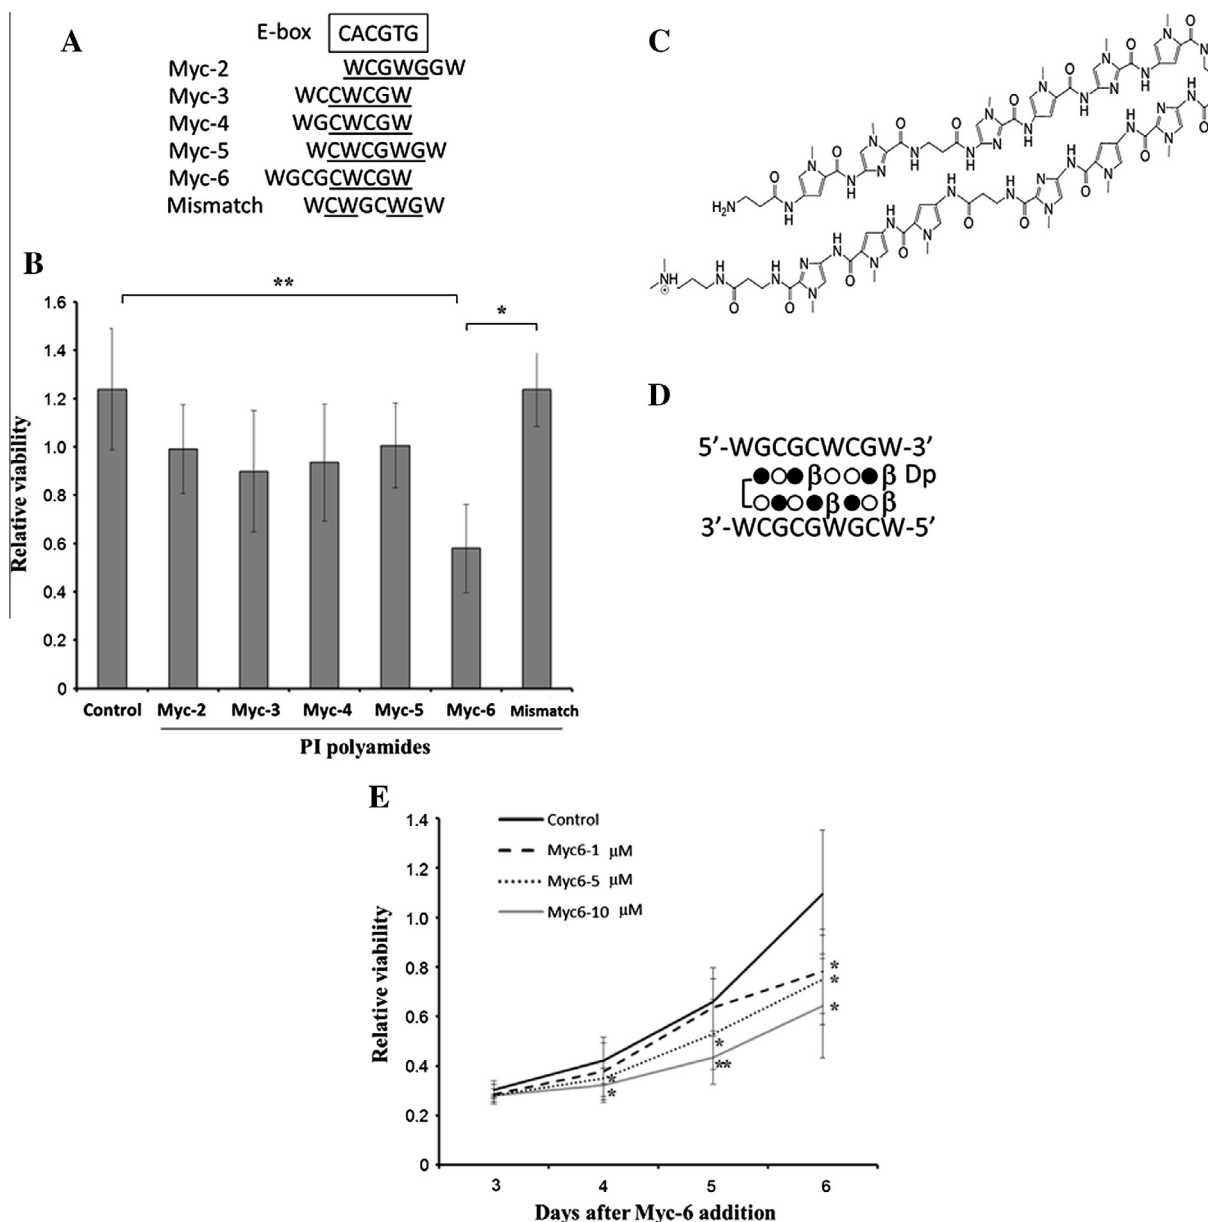 A
E-box CACGTG
Myc-2 WCGWGGW
Myc-3 WCCWCGW
Myc-4 WGCWCGW
Myc-5 WCWCGWGW
Myc-6 WGCGCWCGW
Mismatch WCWGCWGW
B
Relative viability
1.6
1.4
1.2
1.0
0.8
0.6
0.4
0.2
0
**
*
Control Myc-2 Myc-3 Myc-4 Myc-5 Myc-6 Mismatch
PI polyamides
C
D
5’-WGCGCWCGW-3’
β β Dp
β β
3’-WCGCGWGCW-5’
E
Relative viability
1.4
1.2
1.0
0.8
0.6
0.4
0.2
0
Control
Myc6-1 μM
Myc6-5 μM
Myc6-10 μM
*
*
*
**
*
*
*
3 4 5 6
Days after Myc-6 addition